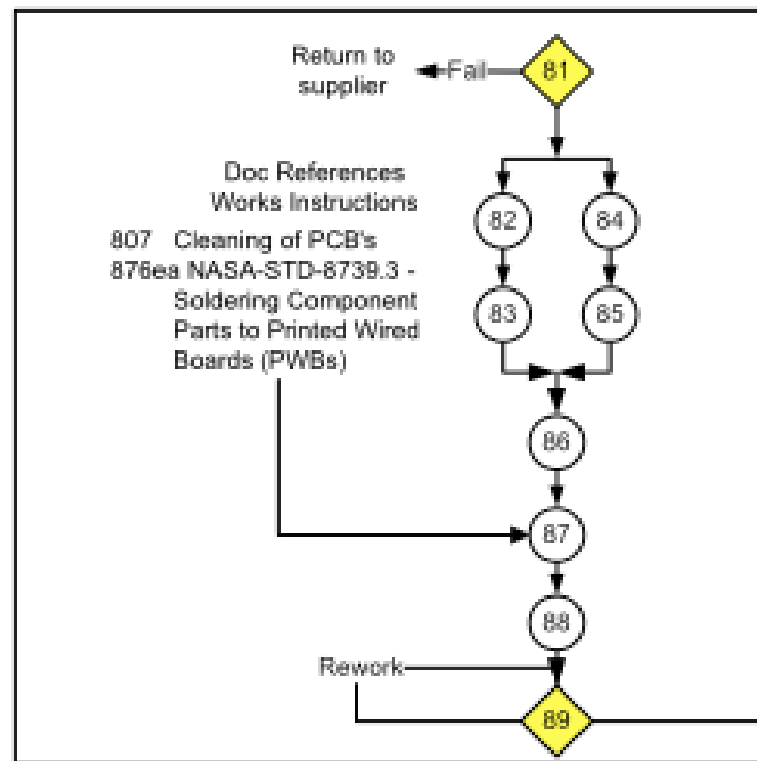 Return to
supplier
Fail
81
Doc References
Works Instructions
807 Cleaning of PCB's
876ea NASA-STD-8739.3 -
Soldering Component
Parts to Printed Wired
Boards (PWBs)
82
84
83
85
86
87
88
Rework
89